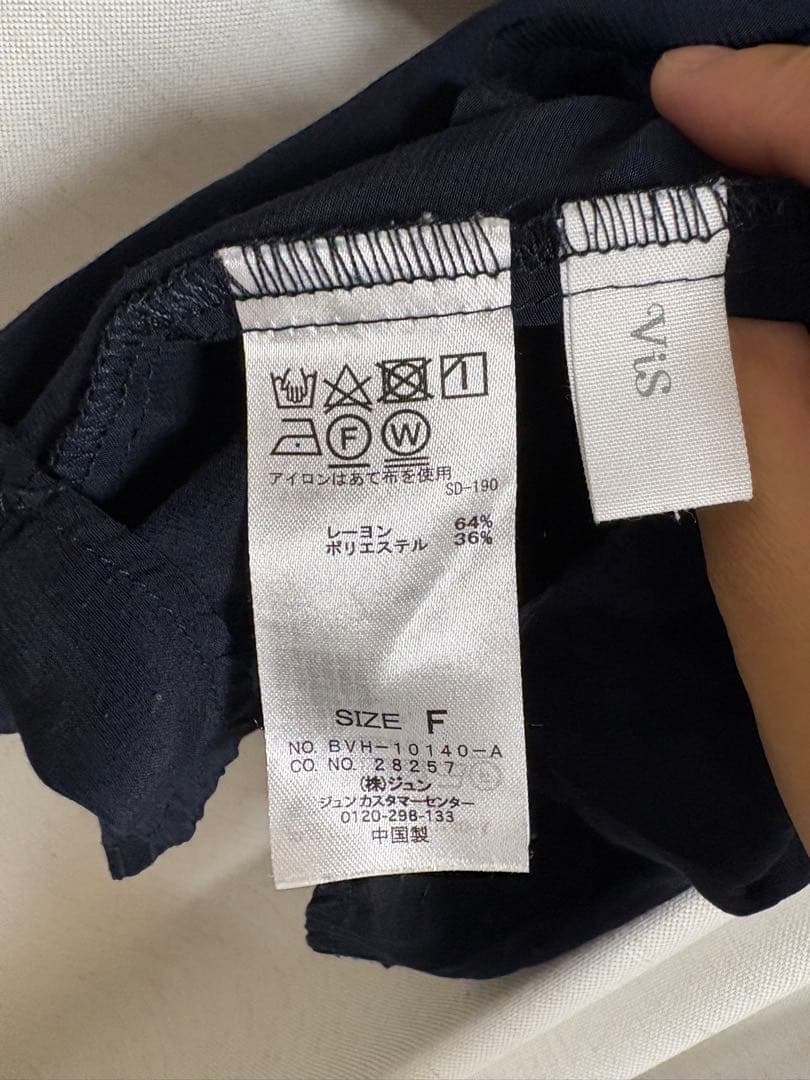 F W
アイロンはあて布を使用
SD-190
レーヨン 64%
ポリエステル 36%
SIZE F
NO. BVH-10140-A
CO. NO. 28257
(株)ジュン
ジュン カスタマーセンター
0120-298-133
中国製
ViS